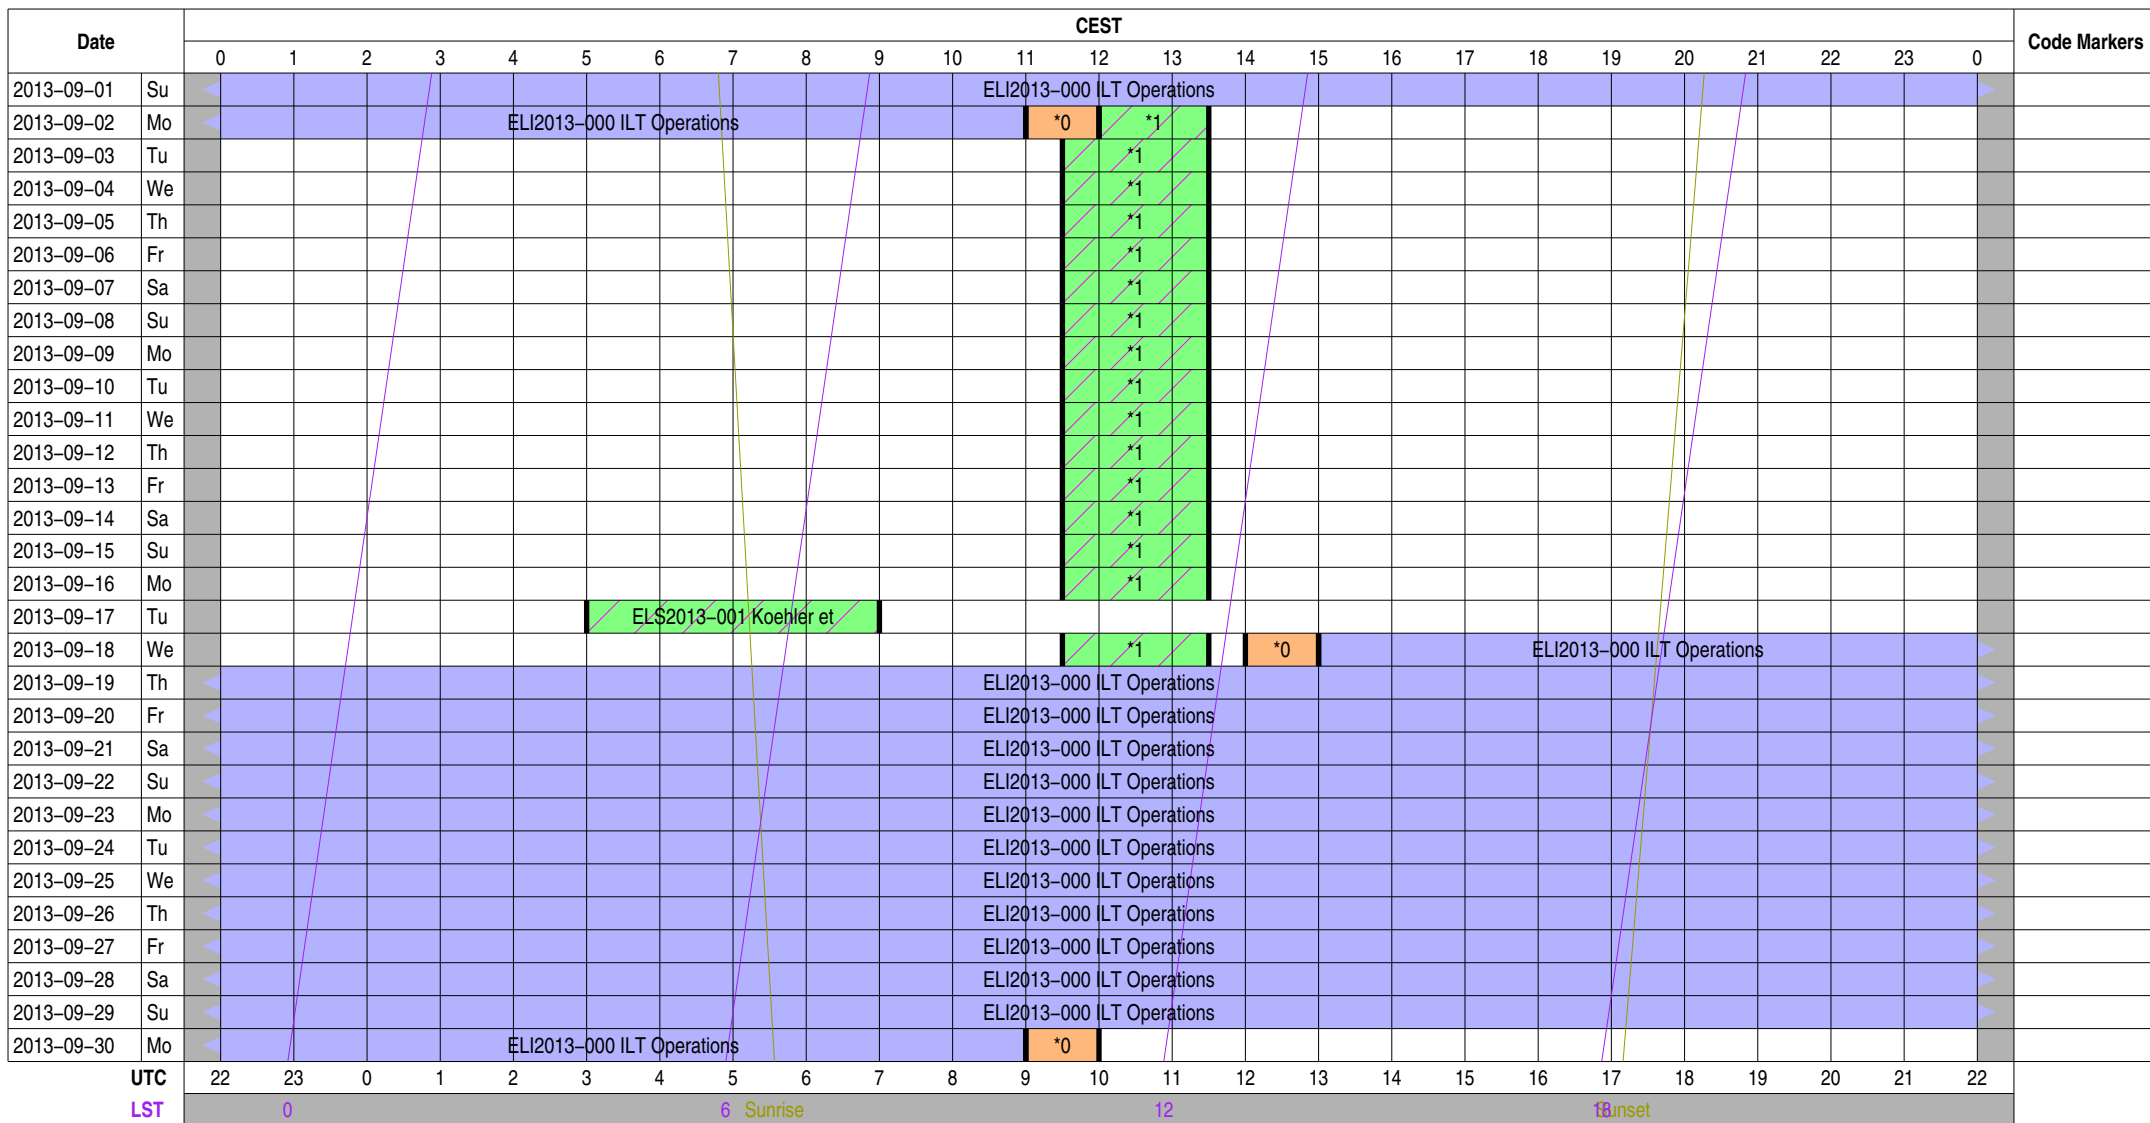 CEST
Date
Code Markers
0 1 2 3 4 5 6 7 8 9 10 11 12 13 14 15 16 17 18 19 20 21 22 23 0
2013-09-01 Su ELI2013-000 ILT Operations
2013-09-02 Mo ELI2013-000 ILT Operations *0 *1
2013-09-03 Tu *1
2013-09-04 We *1
2013-09-05 Th *1
2013-09-06 Fr *1
2013-09-07 Sa *1
2013-09-08 Su *1
2013-09-09 Mo *1
2013-09-10 Tu *1
2013-09-11 We *1
2013-09-12 Th *1
2013-09-13 Fr *1
2013-09-14 Sa *1
2013-09-15 Su *1
2013-09-16 Mo *1
2013-09-17 Tu ELS2013-001 Koehler et
2013-09-18 We *1 *0 ELI2013-000 ILT Operations
2013-09-19 Th ELI2013-000 ILT Operations
2013-09-20 Fr ELI2013-000 ILT Operations
2013-09-21 Sa ELI2013-000 ILT Operations
2013-09-22 Su ELI2013-000 ILT Operations
2013-09-23 Mo ELI2013-000 ILT Operations
2013-09-24 Tu ELI2013-000 ILT Operations
2013-09-25 We ELI2013-000 ILT Operations
2013-09-26 Th ELI2013-000 ILT Operations
2013-09-27 Fr ELI2013-000 ILT Operations
2013-09-28 Sa ELI2013-000 ILT Operations
2013-09-29 Su ELI2013-000 ILT Operations
2013-09-30 Mo ELI2013-000 ILT Operations *0
UTC 22 23 0 1 2 3 4 5 6 7 8 9 10 11 12 13 14 15 16 17 18 19 20 21 22
LST 0 6 Sunrise 12 18 Sunset